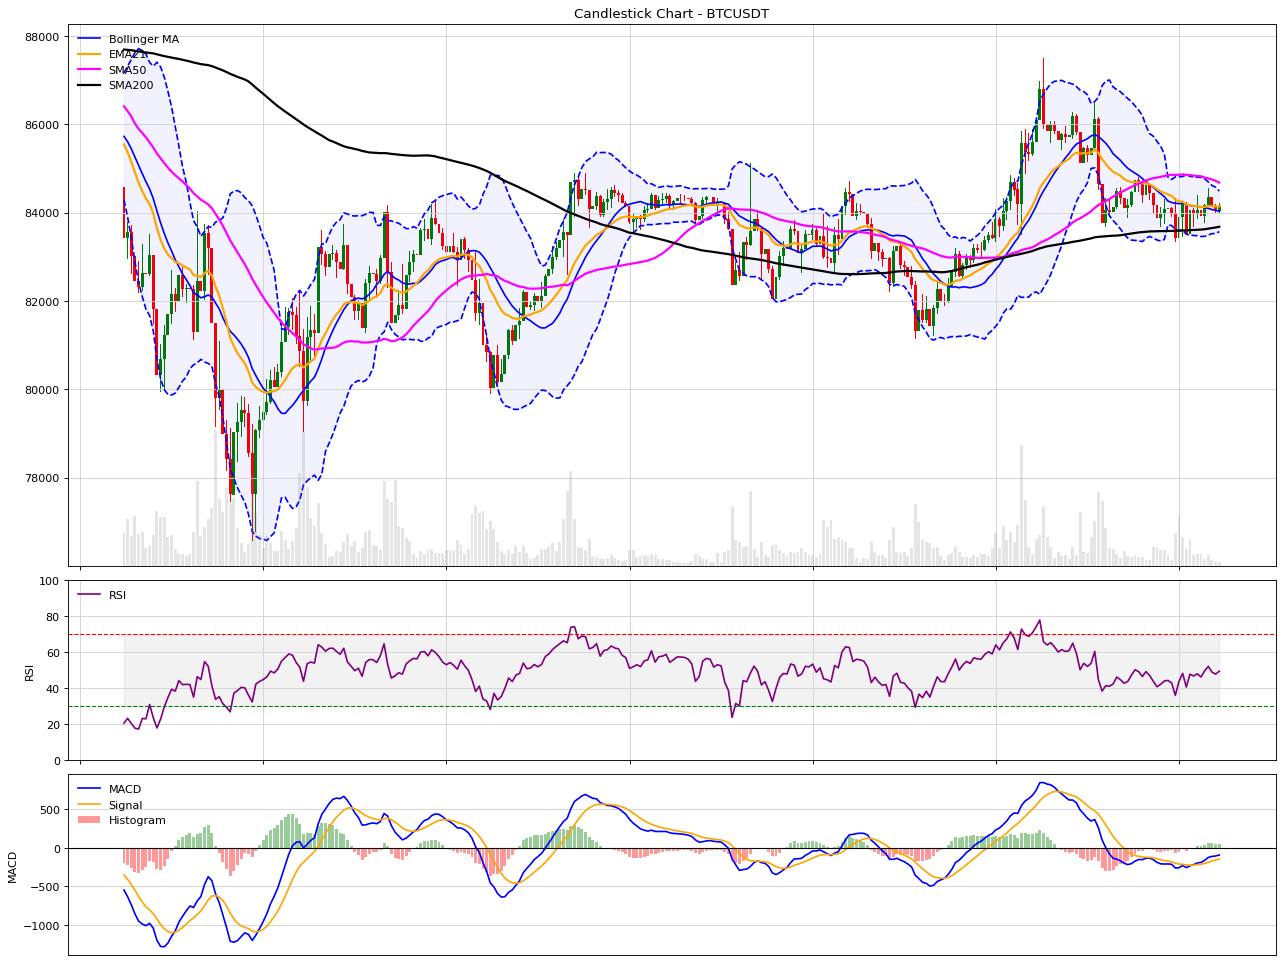 Candlestick Chart - BTCUSDT
88000
86000
84000
82000
80000
78000
Bollinger MA
EMA21
SMA50
SMA200
100
80
60
40
20
0
RSI
RSI
500
0
−500
−1000
MACD
MACD
Signal
Histogram